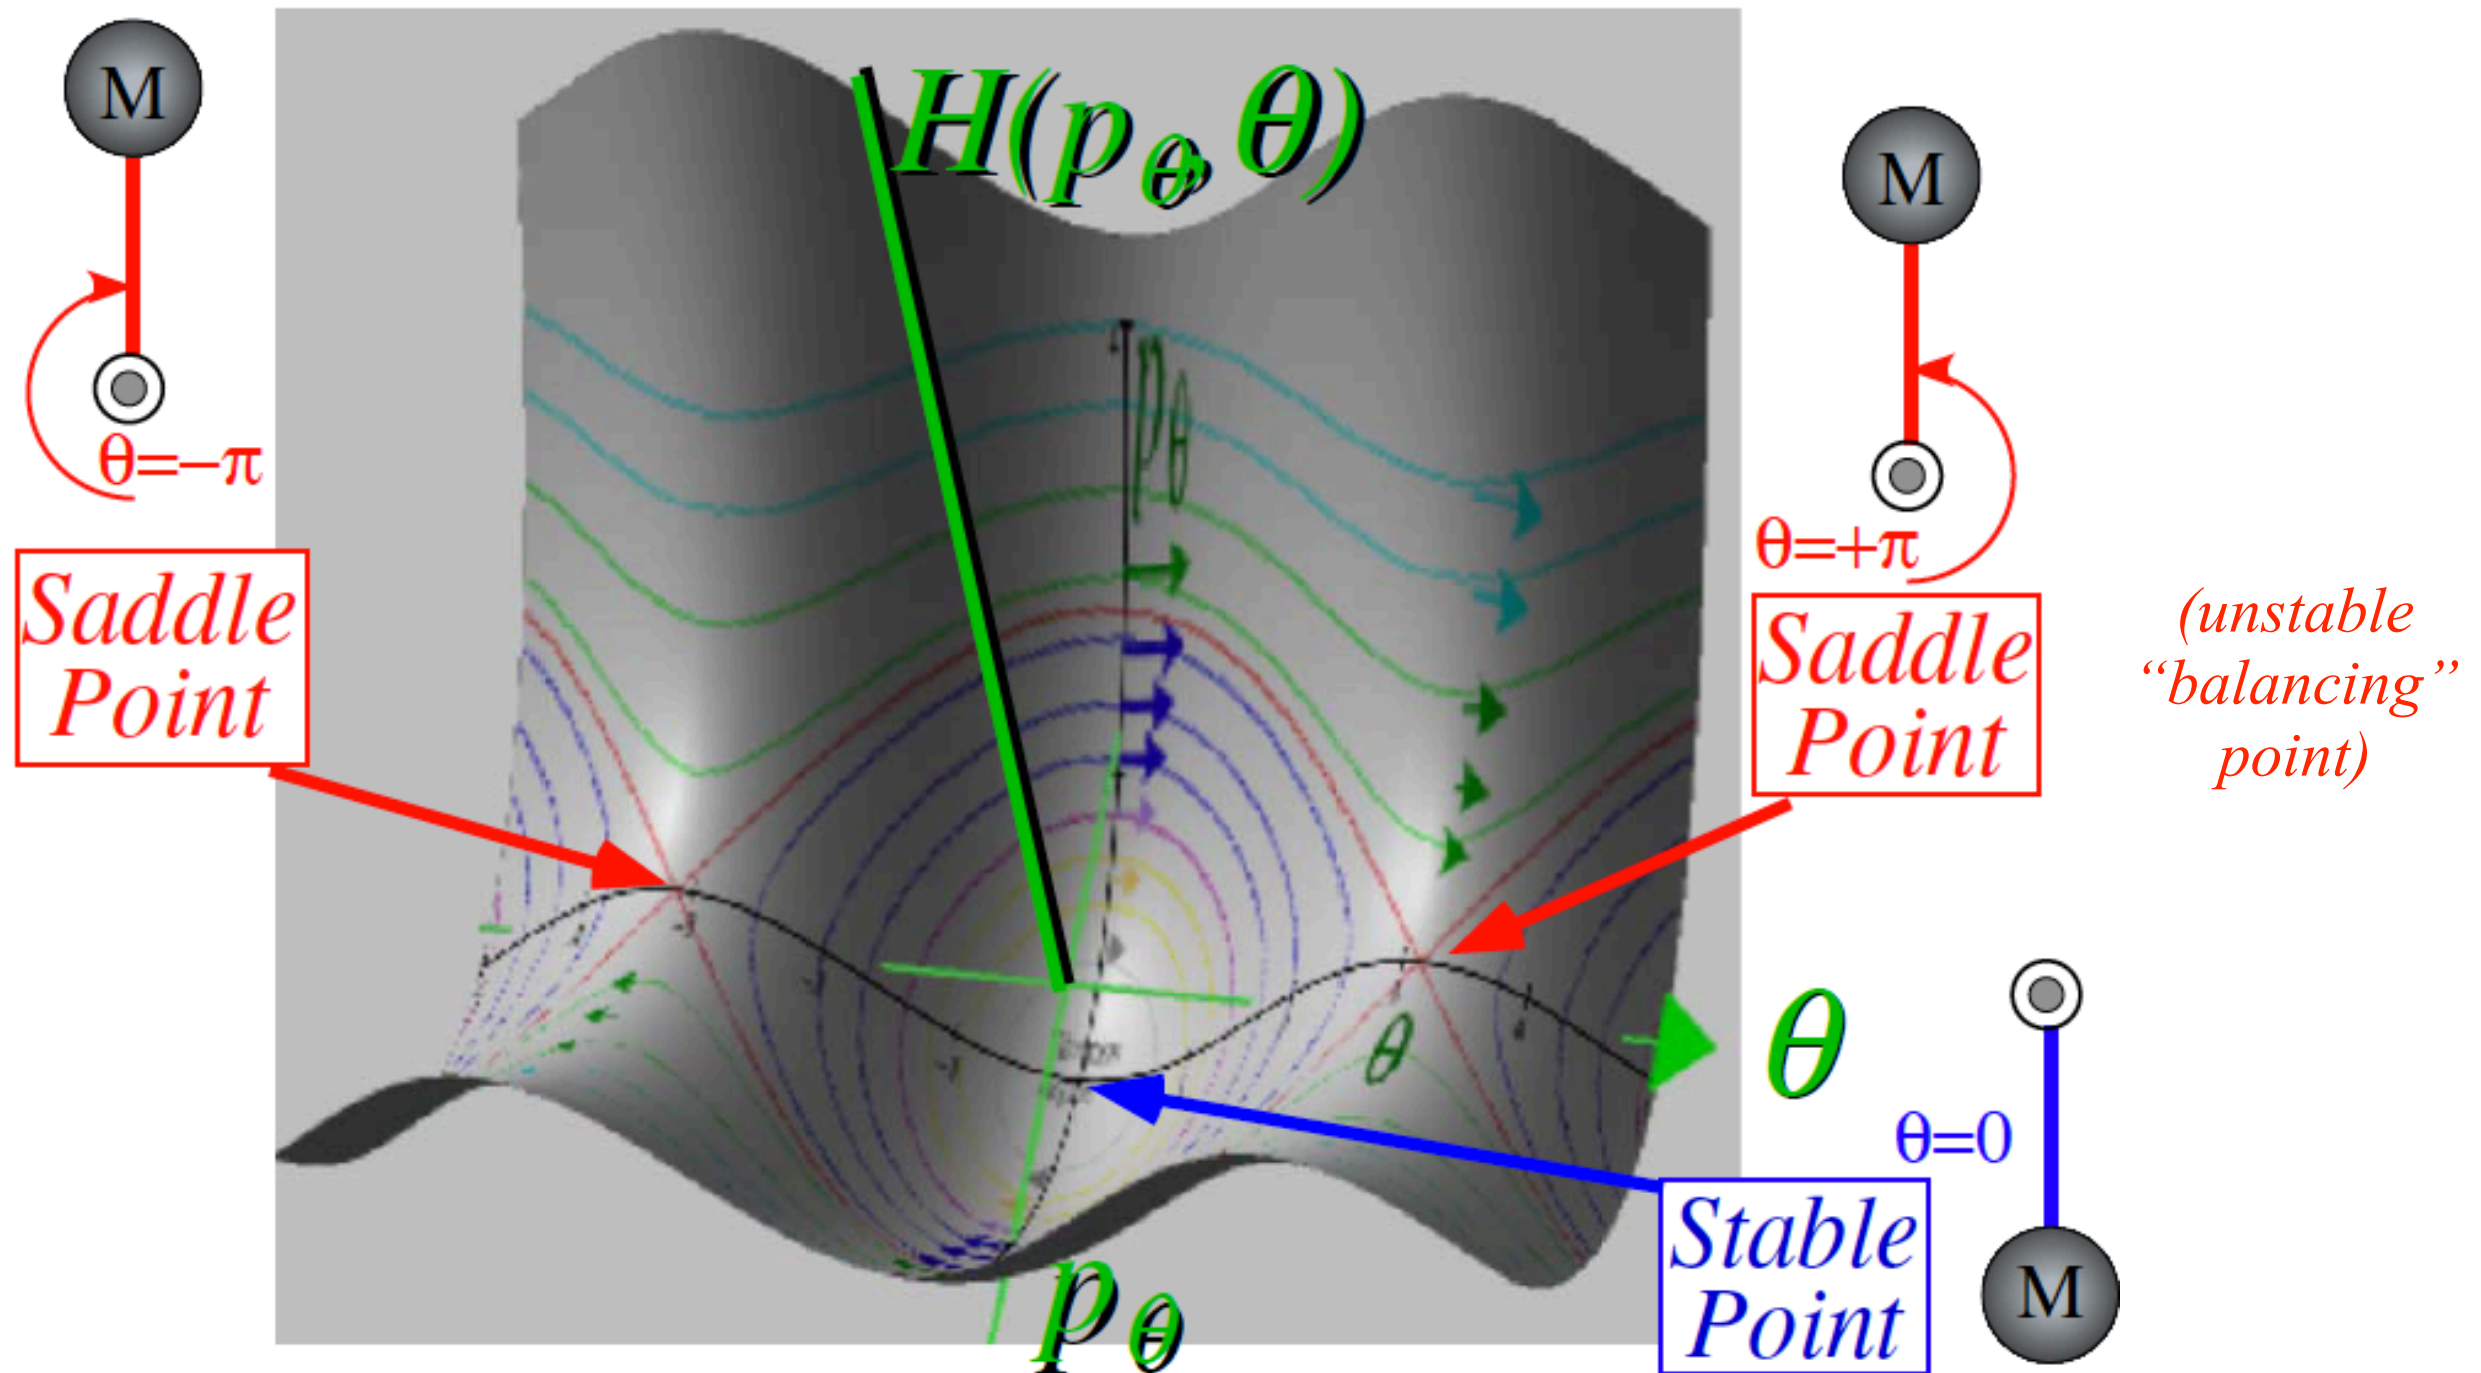 M
H(pθ, θ)
M
pθ
θ=−π
θ=+π
Saddle
Point
Saddle
Point
(unstable
“balancing”
point)
θ
θ
θ=0
Stable
Point
M
pθ